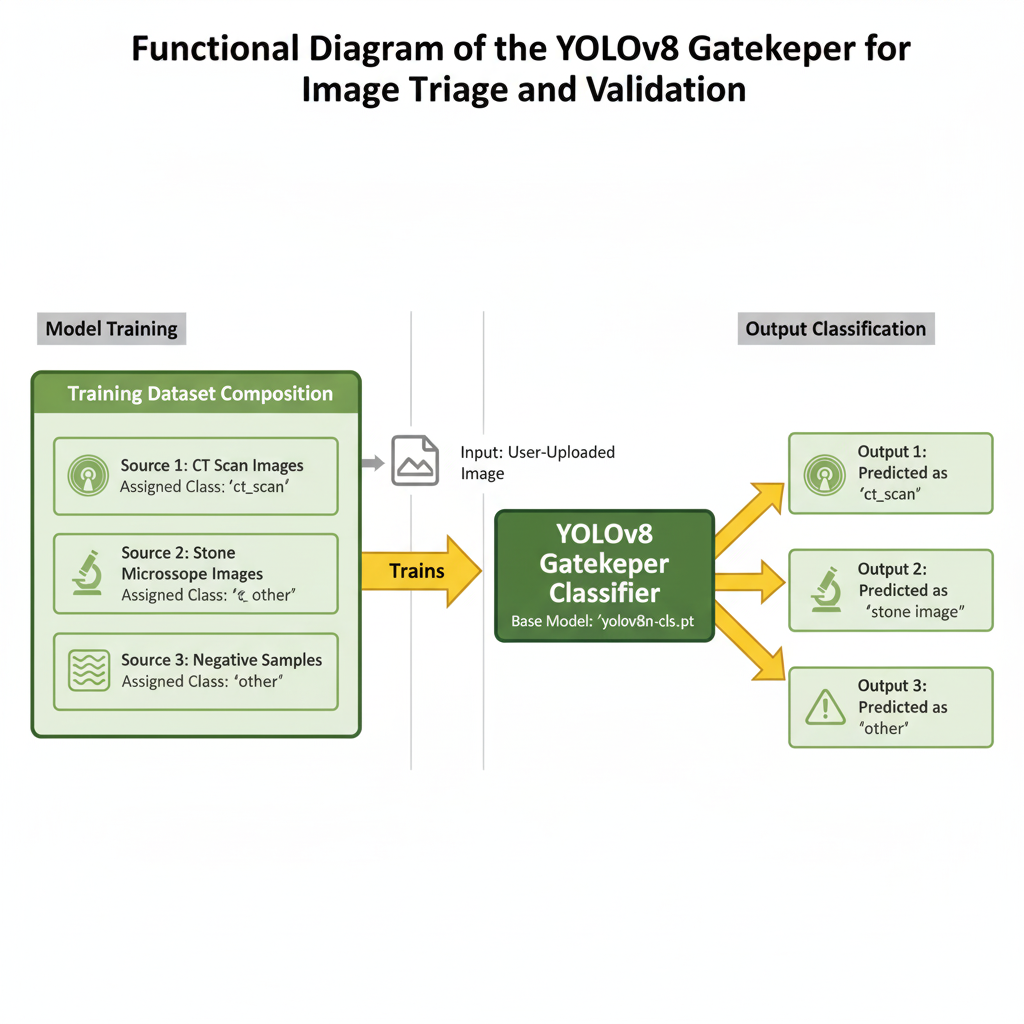 Functional Diagram of the YOLOv8 Gatekeper for
Image Triage and Validation
Model Training
Output Classification
Training Dataset Composition
Source 1: CT Scan Images
Assigned Class: 'ct_scan'
Source 2: Stone
Microssope Images
Assigned Class: other"
Source 3: Negative Samples
Assigned Class: "other"
Input: User-Uploaded
Image
Trains
YOLOv8
Gatekeper
Classifier
Base Model: 'yolov8n-cls.pt
Output 1:
Predicted as
"ct_scan"
Output 2:
Predicted as
"stone image"
Output 3:
Predicted as
"other"